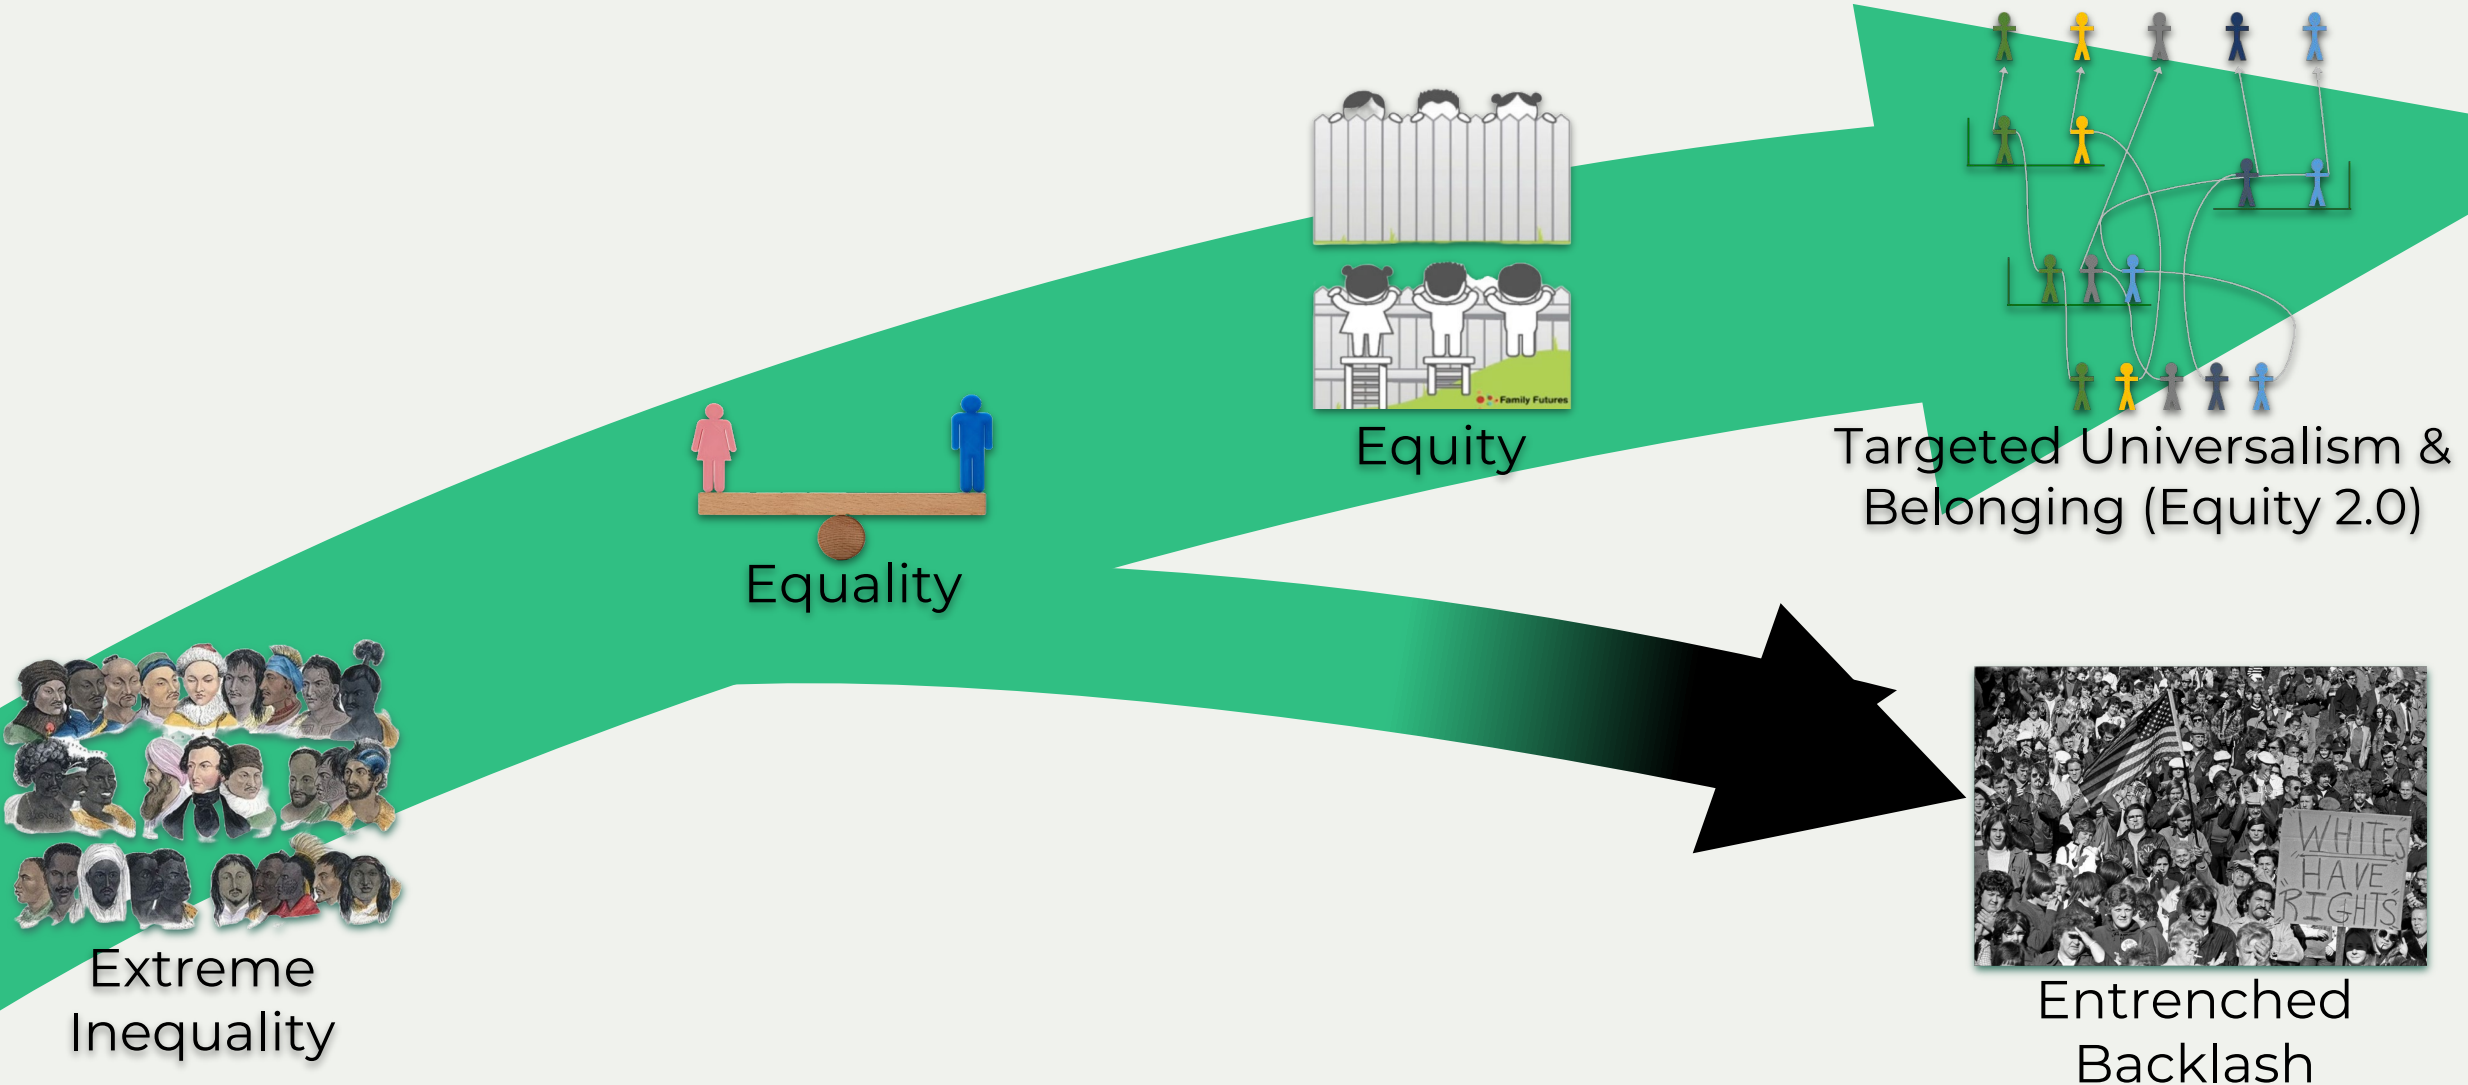 Family Futures
Equity
Targeted Universalism &
Belonging (Equity 2.0)
Equality
"WHITES
HAVE
RIGHTS"
Extreme
Inequality
Entrenched
Backlash